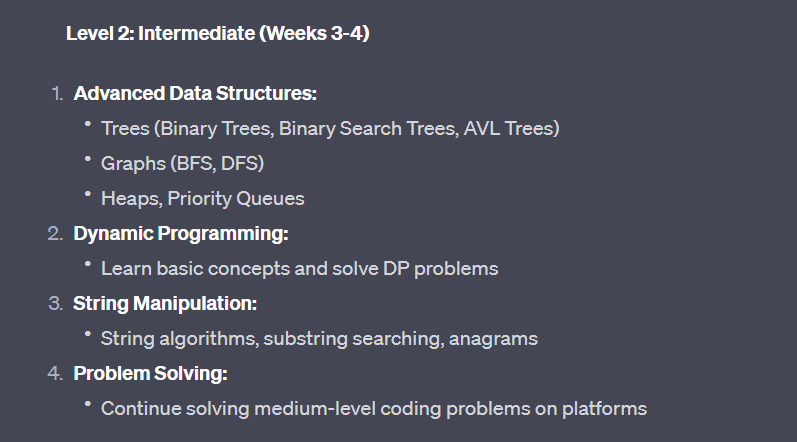 Level 2: Intermediate (Weeks 3-4)
1. Advanced Data Structures:
• Trees (Binary Trees, Binary Search Trees, AVL Trees)
• Graphs (BFS, DFS)
• Heaps, Priority Queues
2. Dynamic Programming:
• Learn basic concepts and solve DP problems
3. String Manipulation:
• String algorithms, substring searching, anagrams
4. Problem Solving:
• Continue solving medium-level coding problems on platforms